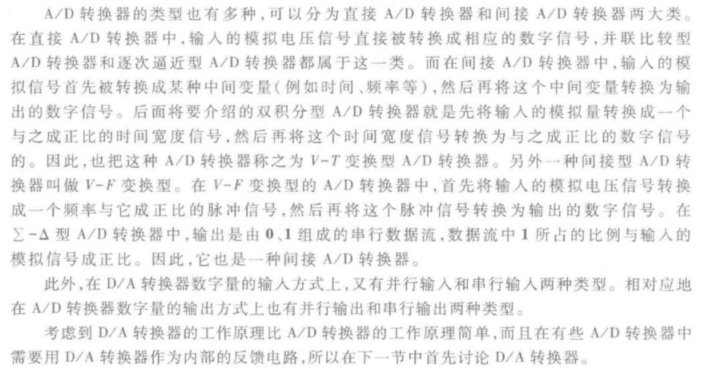 A/D 转换器的类型也有多种,可以分为直接 A/D 转换器和间接 A/D 转换器两大类。
在直接 A/D 转换器中,输入的模拟电压信号直接被转换成相应的数字信号,并联比较型
A/D 转换器和逐次逼近型 A/D 转换器都属于这一类。而在间接 A/D 转换器中,输入的模
拟信号首先被转换成某种中间变量(例如时间、频率等),然后再将这个中间变量转换为输
出的数字信号。后面将要介绍的双积分型 A/D 转换器就是先将输入的模拟量转换成一个
与之成正比的时间宽度信号,然后再将这个时间宽度信号转换为与之成正比的数字信号
的。因此,也把这种 A/D 转换器称之为 V-T 变换型 A/D 转换器。另外一种间接型 A/D 转
换器叫做 V-F 变换型。在 V-F 变换型的 A/D 转换器中,首先将输入的模拟电压信号转换
成一个频率与它成正比的脉冲信号,然后再将这个脉冲信号转换为输出的数字信号。在
∑-Δ 型 A/D 转换器中,输出是由 0、1 组成的串行数据流,数据流中 1 所占的比例与输入的
模拟信号成正比。因此,它也是一种间接 A/D 转换器。
此外,在 D/A 转换器数字量的输入方式上,又有并行输入和串行输入两种类型。相对应地
在 A/D 转换器数字量的输出方式上也有并行输出和串行输出两种类型。
考虑到 D/A 转换器的工作原理比 A/D 转换器的工作原理简单,而且在有些 A/D 转换器中
需要用 D/A 转换器作为内部的反馈电路,所以在下一节中首先讨论 D/A 转换器。